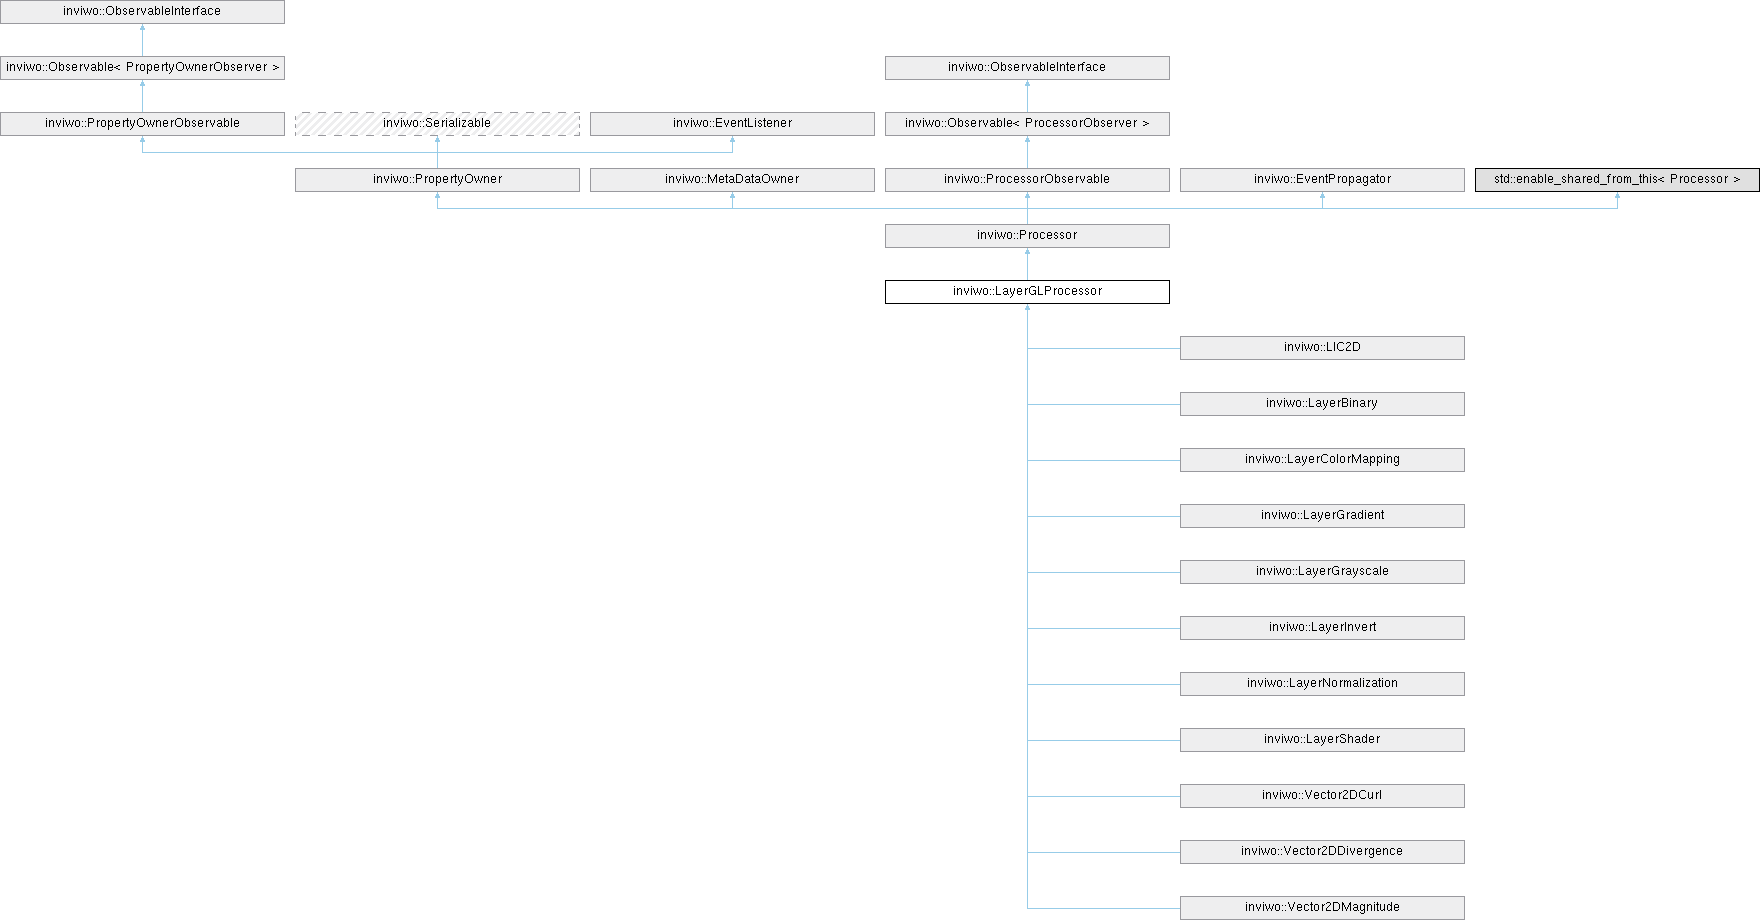 inviwo::ObservableInterface
inviwo::Observable< PropertyOwnerObserver >
inviwo::ObservableInterface
inviwo::PropertyOwnerObservable
inviwo::Serializable
inviwo::EventListener
inviwo::Observable< ProcessorObserver >
inviwo::PropertyOwner
inviwo::MetaDataOwner
inviwo::ProcessorObservable
inviwo::EventPropagator
std::enable_shared_from_this< Processor >
inviwo::Processor
inviwo::LayerGLProcessor
inviwo::LIC2D
inviwo::LayerBinary
inviwo::LayerColorMapping
inviwo::LayerGradient
inviwo::LayerGrayscale
inviwo::LayerInvert
inviwo::LayerNormalization
inviwo::LayerShader
inviwo::Vector2DCurl
inviwo::Vector2DDivergence
inviwo::Vector2DMagnitude